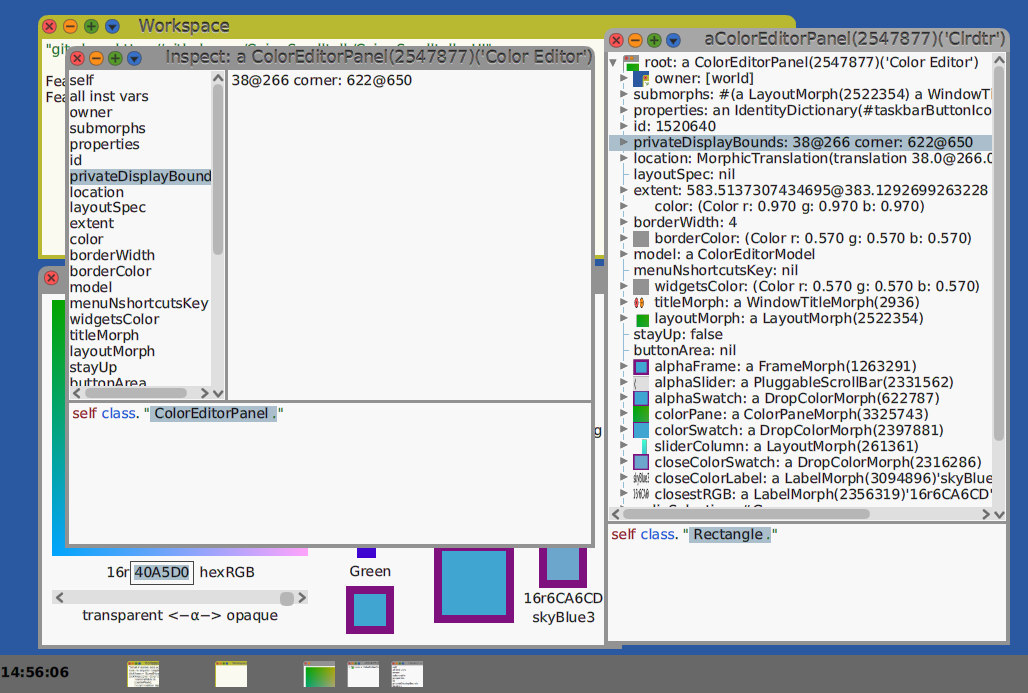 Workspace
Inspect: a ColorEditorPanel(2547877)('Color Editor')
self
all inst vars
owner
submorphs
properties
id
privateDisplayBound
location
layoutSpec
extent
color
borderWidth
borderColor
model
menuNshortcutsKey
widgetsColor
titleMorph
layoutMorph
stayUp
buttonArea
38@266 corner: 622@650
self class. " ColorEditorPanel . "
aColorEditorPanel(2547877)('Clrdtr')
root: a ColorEditorPanel(2547877)('Color Editor')
owner: [world]
submorphs: #(a LayoutMorph(2522354) a WindowTi
properties: an IdentityDictionary(#taskbarButtonIco
id: 1520640
privateDisplayBounds: 38@266 corner: 622@650
location: MorphicTranslation(translation 38.0@266.0
layoutSpec: nil
extent: 583.5137307434695@383.1292699263228
color: (Color r: 0.970 g: 0.970 b: 0.970)
borderWidth: 4
borderColor: (Color r: 0.570 g: 0.570 b: 0.570)
model: a ColorEditorModel
menuNshortcutsKey: nil
widgetsColor: (Color r: 0.570 g: 0.570 b: 0.570)
titleMorph: a WindowTitleMorph(2936)
layoutMorph: a LayoutMorph(2522354)
stayUp: false
buttonArea: nil
alphaFrame: a FrameMorph(1263291)
alphaSlider: a PluggableScrollBar(2331562)
alphaSwatch: a DropColorMorph(622787)
colorPane: a ColorPaneMorph(3325743)
colorSwatch: a DropColorMorph(2397881)
sliderColumn: a LayoutMorph(261361)
closeColorSwatch: a DropColorMorph(2316286)
closeColorLabel: a LabelMorph(3094896)'skyBlue
closestRGB: a LabelMorph(2356319)'16r6CA6CD'
self class. " Rectangle . "
16r 40A5D0 hexRGB
transparent <−α−> opaque
Green
16r6CA6CD
skyBlue3
14:56:06